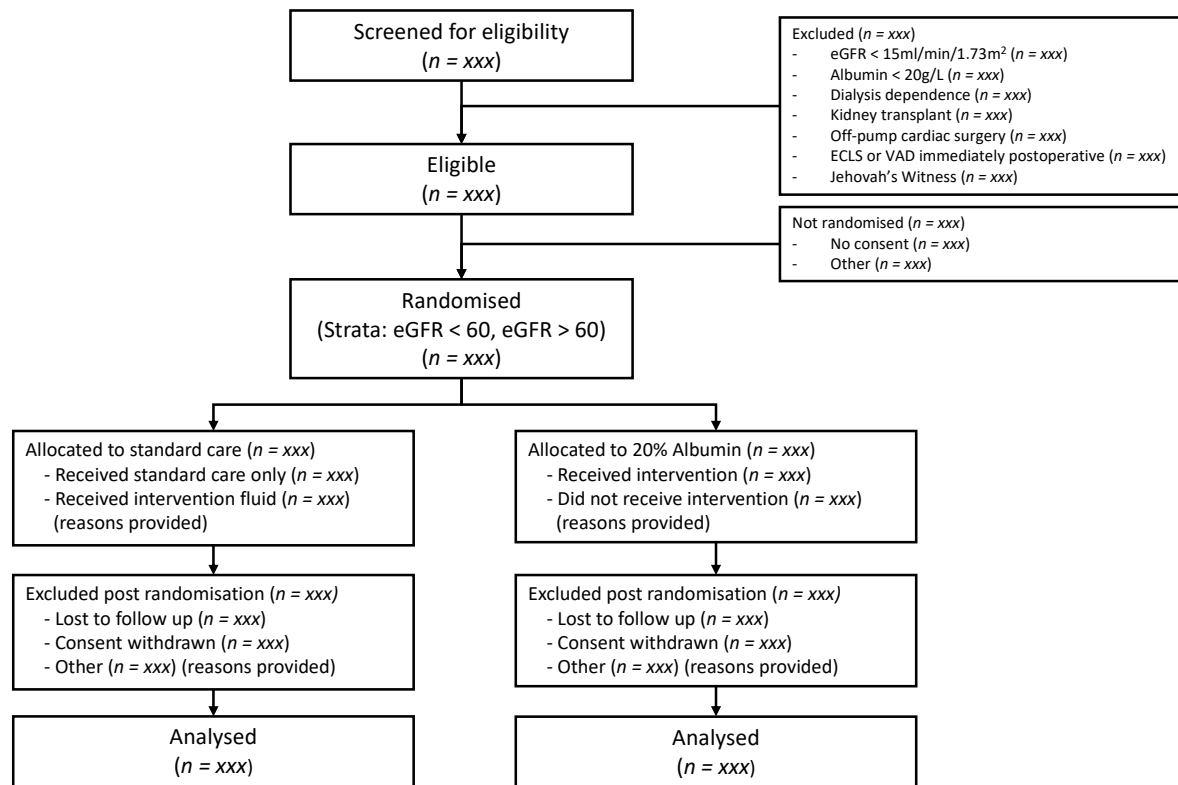 Screened for eligibility
(n = xxx)
Excluded (n = xxx)
- eGFR < 15ml/min/1.73m² (n = xxx)
- Albumin < 20g/L (n = xxx)
- Dialysis dependence (n = xxx)
- Kidney transplant (n = xxx)
- Off-pump cardiac surgery (n = xxx)
- ECLS or VAD immediately postoperative (n = xxx)
- Jehovah's Witness (n = xxx)
Eligible
(n = xxx)
Not randomised (n = xxx)
- No consent (n = xxx)
- Other (n = xxx)
Randomised
(Strata: eGFR < 60, eGFR > 60)
(n = xxx)
Allocated to standard care (n = xxx)
- Received standard care only (n = xxx)
- Received intervention fluid (n = xxx)
(reasons provided)
Allocated to 20% Albumin (n = xxx)
- Received intervention (n = xxx)
- Did not receive intervention (n = xxx)
(reasons provided)
Excluded post randomisation (n = xxx)
- Lost to follow up (n = xxx)
- Consent withdrawn (n = xxx)
- Other (n = xxx) (reasons provided)
Excluded post randomisation (n = xxx)
- Lost to follow up (n = xxx)
- Consent withdrawn (n = xxx)
- Other (n = xxx) (reasons provided)
Analysed
(n = xxx)
Analysed
(n = xxx)